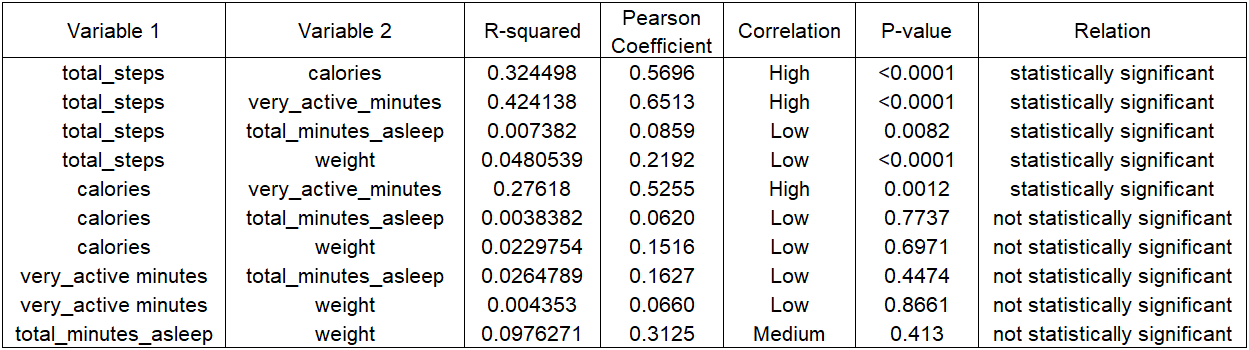 Variable 1 Variable 2 R-squared Pearson Coefficient Correlation P-value Relation
total_steps calories 0.324498 0.5696 High <0.0001 statistically significant
total_steps very_active_minutes 0.424138 0.6513 High <0.0001 statistically significant
total_steps total_minutes_asleep 0.007382 0.0859 Low 0.0082 statistically significant
total_steps weight 0.0480539 0.2192 Low <0.0001 statistically significant
calories very_active_minutes 0.27618 0.5255 High 0.0012 statistically significant
calories total_minutes_asleep 0.0038382 0.0620 Low 0.7737 not statistically significant
calories weight 0.0229754 0.1516 Low 0.6971 not statistically significant
very_active minutes total_minutes_asleep 0.0264789 0.1627 Low 0.4474 not statistically significant
very_active minutes weight 0.004353 0.0660 Low 0.8661 not statistically significant
total_minutes_asleep weight 0.0976271 0.3125 Medium 0.413 not statistically significant